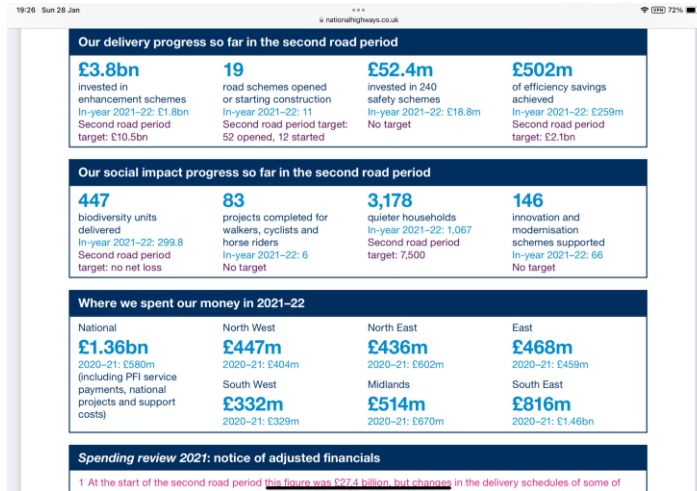 19:26 Sun 28 Jan
nationalhighways.co.uk
VPN 72%
Our delivery progress so far in the second road period
£3.8bn
invested in
enhancement schemes
In-year 2021–22: £1.8bn
Second road period
target: £10.5bn
19
road schemes opened
or starting construction
In-year 2021–22: 11
Second road period target:
52 opened, 12 started
£52.4m
invested in 240
safety schemes
In-year 2021–22: £18.8m
No target
£502m
of efficiency savings
achieved
In-year 2021–22: £259m
Second road period
target: £2.1bn
Our social impact progress so far in the second road period
447
biodiversity units
delivered
In-year 2021–22: 299.8
Second road period
target: no net loss
83
projects completed for
walkers, cyclists and
horse riders
In-year 2021–22: 6
No target
3,178
quieter households
In-year 2021–22: 1,067
Second road period
target: 7,500
146
innovation and
modernisation
schemes supported
In-year 2021–22: 66
No target
Where we spent our money in 2021–22
National
£1.36bn
2020–21: £580m
(including PFI service
payments, national
projects and support
costs)
North West
£447m
2020–21: £404m
North East
£436m
2020–21: £602m
East
£468m
2020–21: £459m
South West
£332m
2020–21: £329m
Midlands
£514m
2020–21: £670m
South East
£816m
2020–21: £1.46bn
Spending review 2021: notice of adjusted financials
1 At the start of the second road period this figure was £27.4 billion, but changes in the delivery schedules of some of